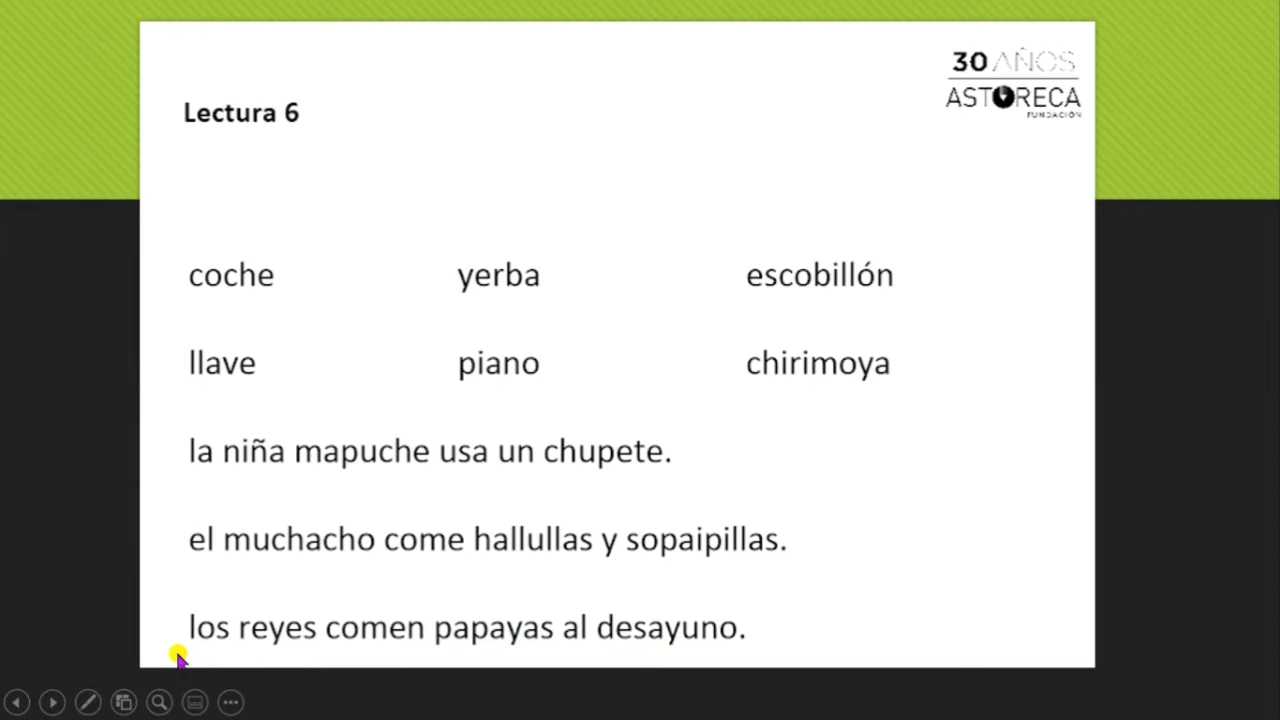 30 AÑOS
ASTORECA
FUNDACIÓN
Lectura 6
coche yerba escobillón
llave piano chirimoya
la niña mapuche usa un chupete.
el muchacho come hallullas y sopaipillas.
los reyes comen papayas al desayuno.